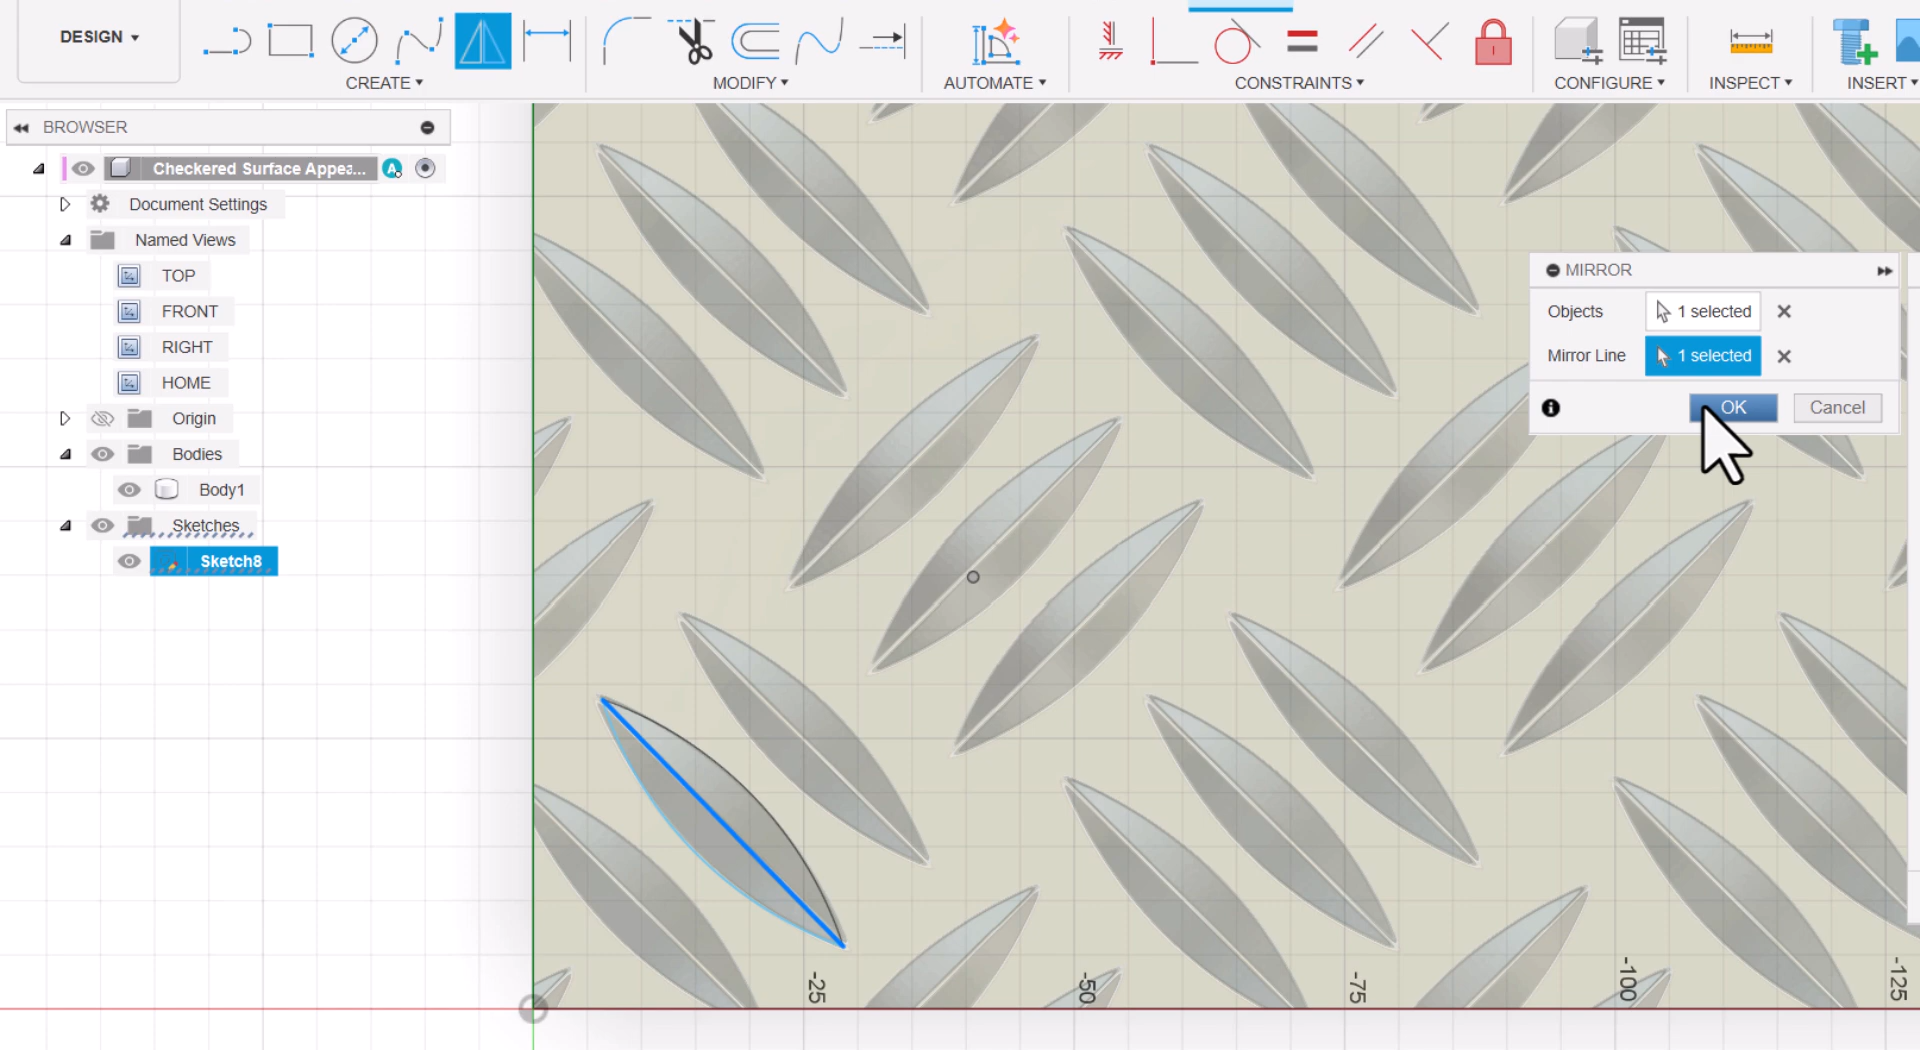 DESIGN ▾
CREATE ▾
MODIFY ▾
AUTOMATE ▾
CONSTRAINTS ▾
CONFIGURE ▾
INSPECT ▾
INSERT ▾
BROWSER
Checkered Surface Appea...
A
Document Settings
Named Views
TOP
FRONT
RIGHT
HOME
Origin
Bodies
Body1
Sketches
Sketch8
MIRROR
Objects
1 selected
Mirror Line
1 selected
OK
Cancel
-25
-50
-75
-100
-125